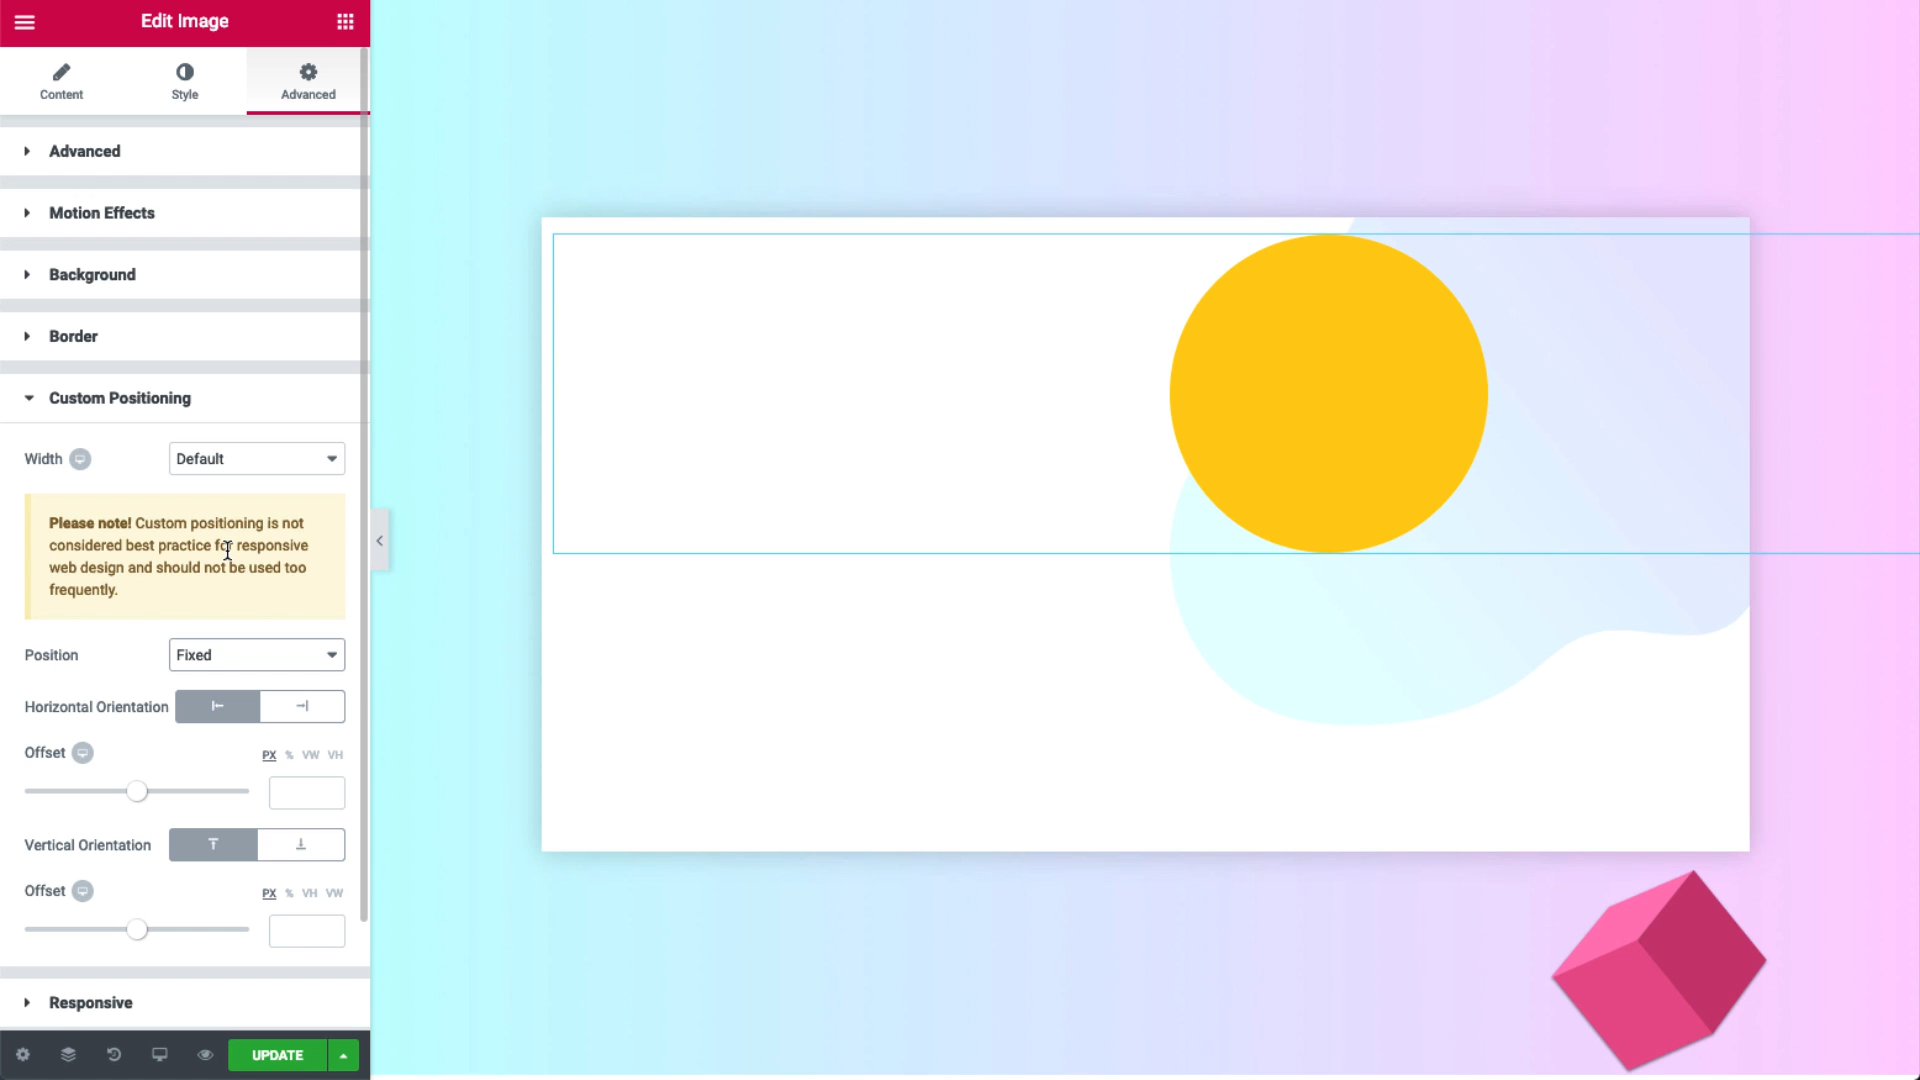 Edit Image
Content Style Advanced
Advanced
Motion Effects
Background
Border
Custom Positioning
Width Default
Please note! Custom positioning is not
considered best practice for responsive
web design and should not be used too
frequently.
Position Fixed
Horizontal Orientation
Offset PX % VW VH
Vertical Orientation
Offset PX % VH VW
Responsive
UPDATE